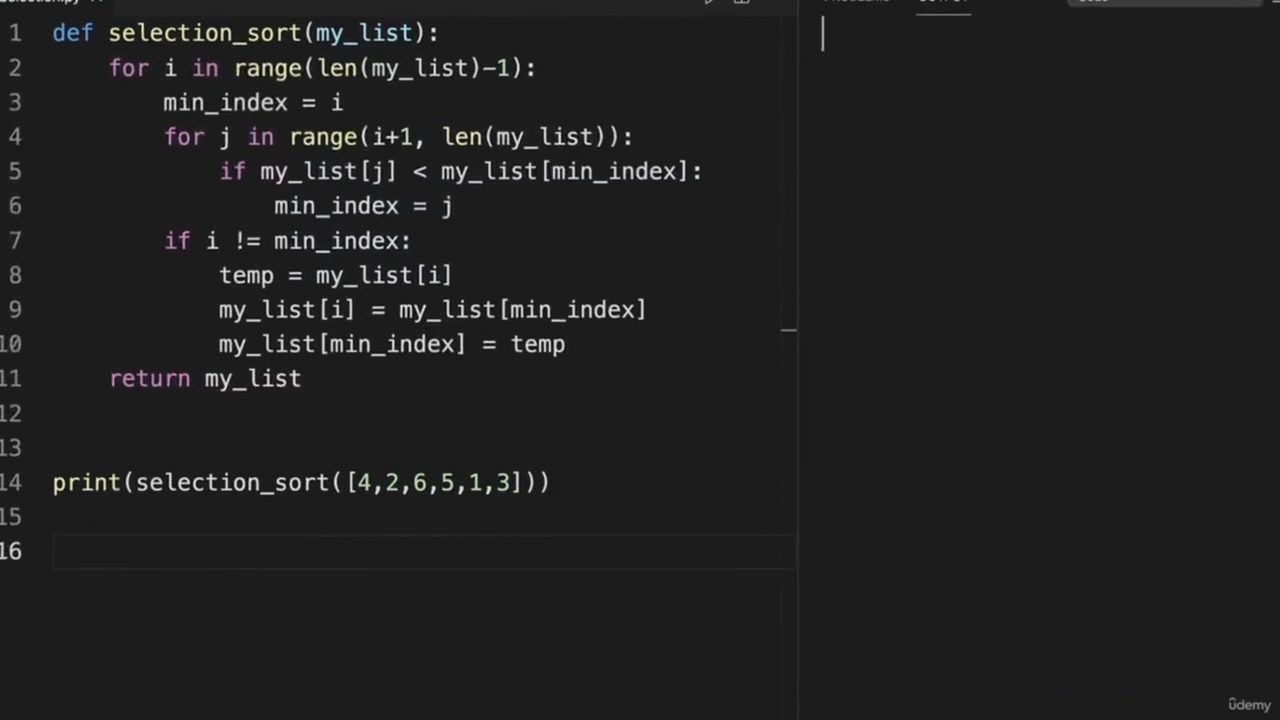 1 def selection_sort(my_list):
2 for i in range(len(my_list)-1):
3 min_index = i
4 for j in range(i+1, len(my_list)):
5 if my_list[j] < my_list[min_index]:
6 min_index = j
7 if i != min_index:
8 temp = my_list[i]
9 my_list[i] = my_list[min_index]
10 my_list[min_index] = temp
11 return my_list
12
13
14 print(selection_sort([4,2,6,5,1,3]))
15
16
ûdemy